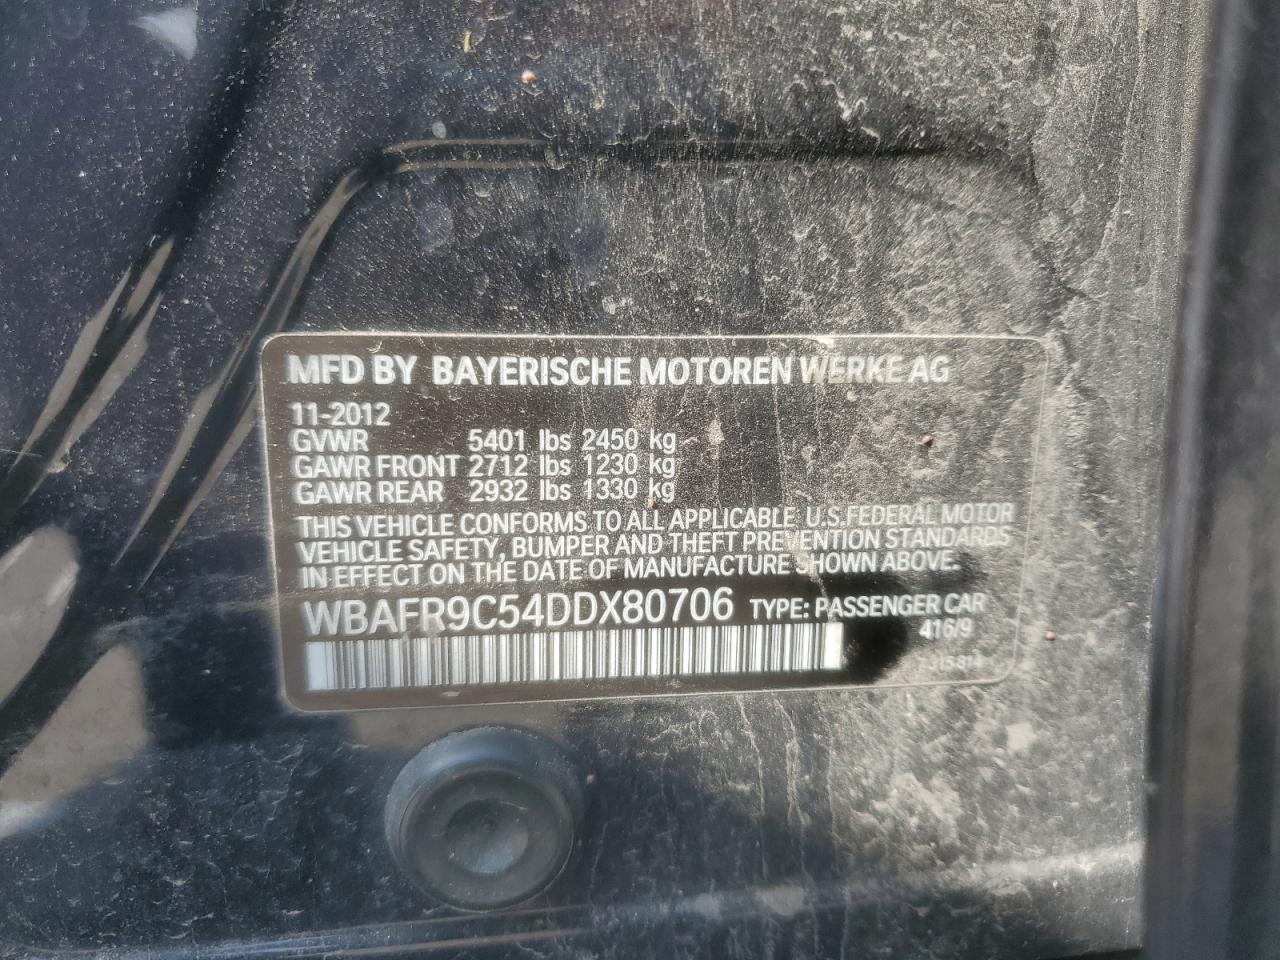 MFD BY BAYERISCHE MOTOREN WERKE AG
11-2012
GVWR 5401 lbs 2450 kg
GAWR FRONT 2712 lbs 1230 kg
GAWR REAR 2932 lbs 1330 kg
THIS VEHICLE CONFORMS TO ALL APPLICABLE U.S.FEDERAL MOTOR
VEHICLE SAFETY, BUMPER AND THEFT PREVENTION STANDARDS
IN EFFECT ON THE DATE OF MANUFACTURE SHOWN ABOVE.
WBAFR9C54DDX80706 TYPE: PASSENGER CAR
416/9